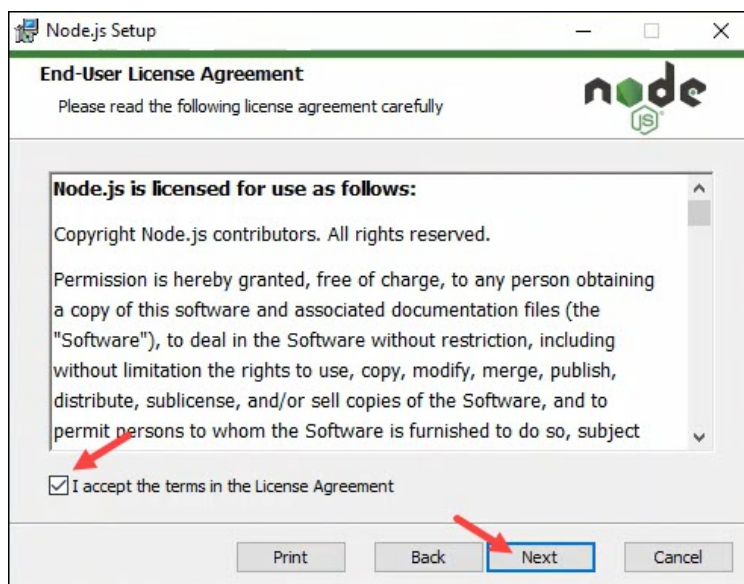 Node.js Setup
End-User License Agreement
Please read the following license agreement carefully
node
JS
Node.js is licensed for use as follows:
Copyright Node.js contributors. All rights reserved.
Permission is hereby granted, free of charge, to any person obtaining
a copy of this software and associated documentation files (the
"Software"), to deal in the Software without restriction, including
without limitation the rights to use, copy, modify, merge, publish,
distribute, sublicense, and/or sell copies of the Software, and to
permit persons to whom the Software is furnished to do so, subject
I accept the terms in the License Agreement
Print Back Next Cancel